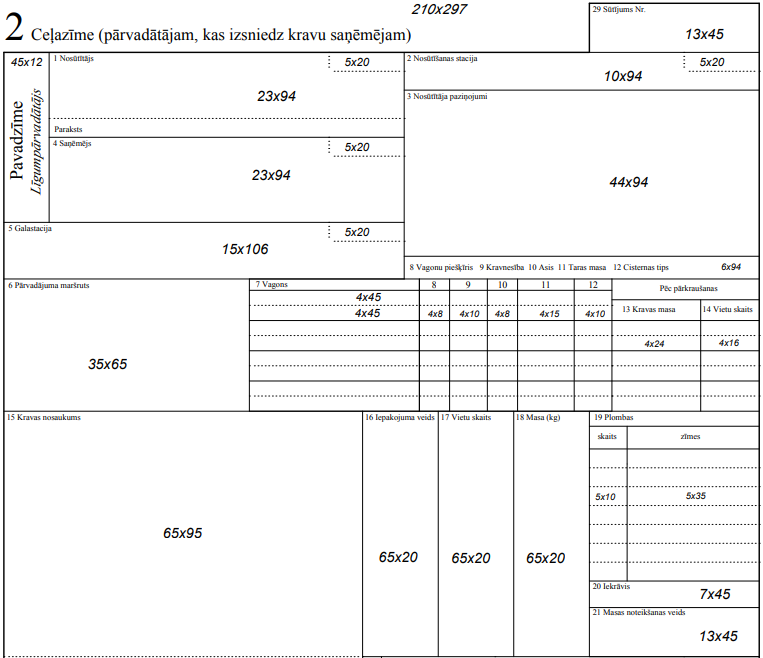 210x297
29 Sūtījums Nr.
13x45
2 Ceļazīme (pārvadātājam, kas izsniedz kravu saņēmējam)
45x12
Pavadzīme
Līgumpārvadātājs
1 Nosūtītājs
5x20
23x94
Paraksts
2 Nosūtīšanas stacija
5x20
10x94
3 Nosūtītāja paziņojumi
44x94
4 Saņēmējs
5x20
23x94
5 Galastacija
5x20
15x106
8 Vagonu piešķīris 9 Kravnesība 10 Asis 11 Taras masa 12 Cisternas tips 6x94
6 Pārvadājuma maršruts
35x65
7 Vagons 8 9 10 11 12 Pēc pārkraušanas
4x45
4x45 4x8 4x10 4x8 4x15 4x10
13 Kravas masa 14 Vietu skaits
4x24 4x16
15 Kravas nosaukums 16 Iepakojuma veids 17 Vietu skaits 18 Masa (kg) 19 Plombas
skaits zīmes
5x10 5x35
65x95
65x20 65x20 65x20
20 Iekrāvis
7x45
21 Masas noteikšanas veids
13x45